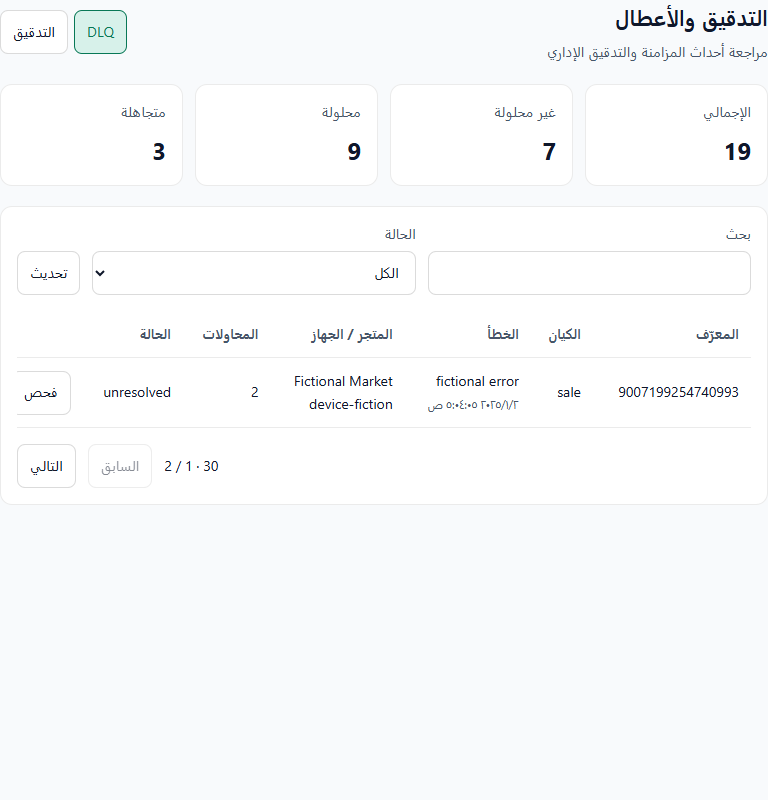 التدقيق والأعطال
مراجعة أحداث المزامنة والتدقيق الإداري
DLQ
التدقيق
الإجمالي
19
غير محلولة
7
محلولة
9
متجاهلة
3
بحث
الحالة
الكل
تحديث
المعرّف
الكيان
الخطأ
المتجر / الجهاز
المحاولات
الحالة
9007199254740993
sale
fictional error
٢‏/١‏/٢٠٢٥ ٥:٠٤:٠٥ ص
Fictional Market
device-fiction
2
unresolved
فحص
2 / 1 · 30
السابق
التالي